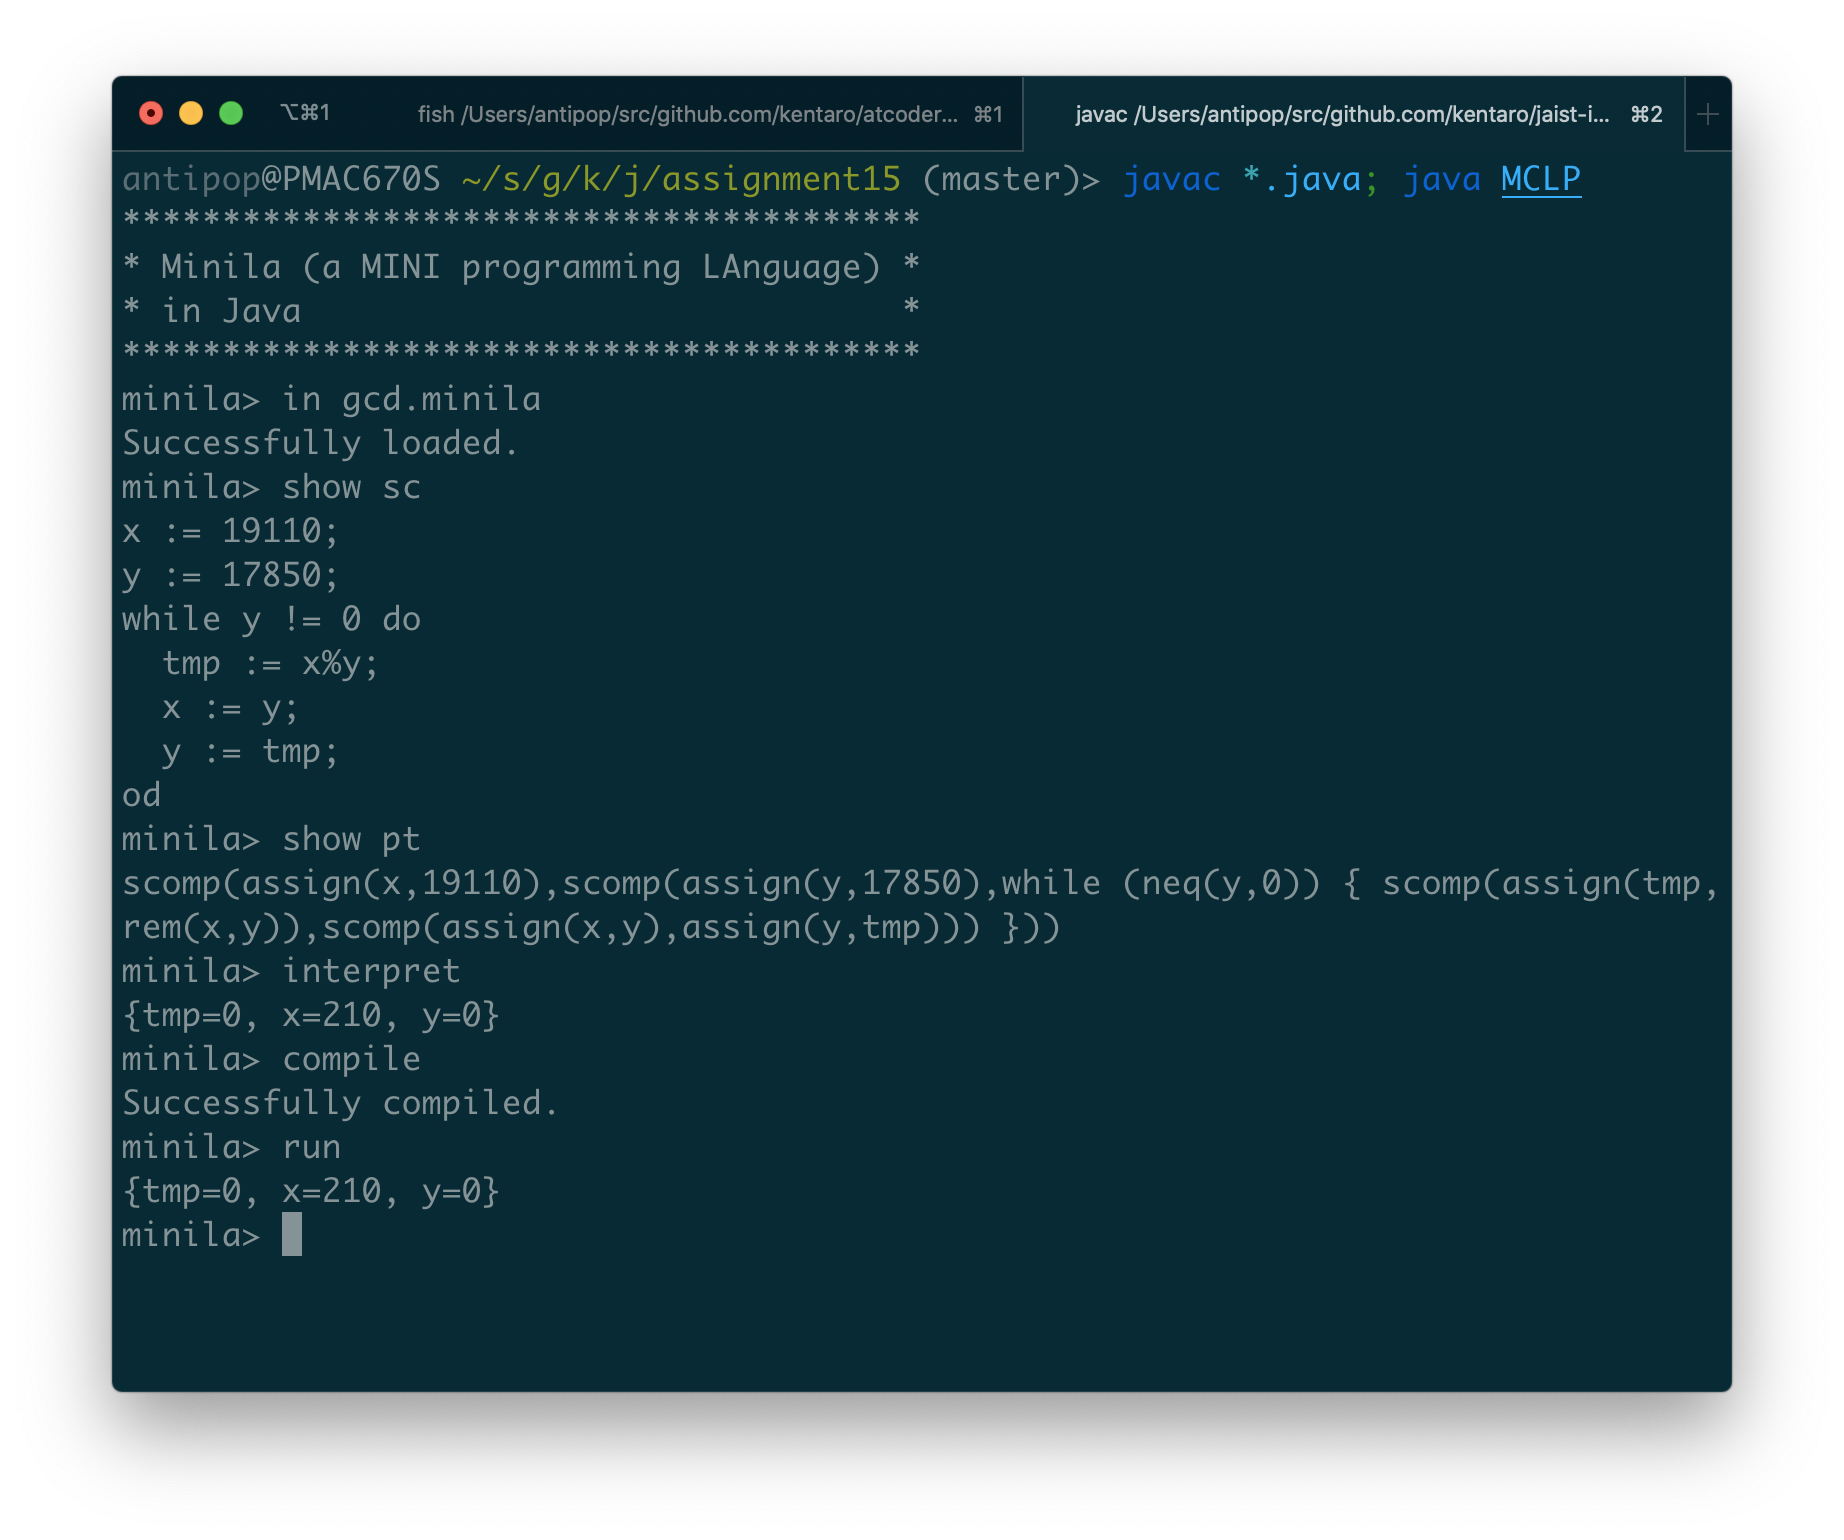 ⌥⌘1 fish /Users/antipop/src/github.com/kentaro/atcoder... ⌘1 javac /Users/antipop/src/github.com/kentaro/jaist-i... ⌘2 +
antipop@PMAC670S ~/s/g/k/j/assignment15 (master)> javac *.java; java MCLP
****************************************
* Minila (a MINI programming LAnguage) *
* in Java                              *
****************************************
minila> in gcd.minila
Successfully loaded.
minila> show sc
x := 19110;
y := 17850;
while y != 0 do
  tmp := x%y;
  x := y;
  y := tmp;
od
minila> show pt
scomp(assign(x,19110),scomp(assign(y,17850),while (neq(y,0)) { scomp(assign(tmp,
rem(x,y)),scomp(assign(x,y),assign(y,tmp))) }))
minila> interpret
{tmp=0, x=210, y=0}
minila> compile
Successfully compiled.
minila> run
{tmp=0, x=210, y=0}
minila>